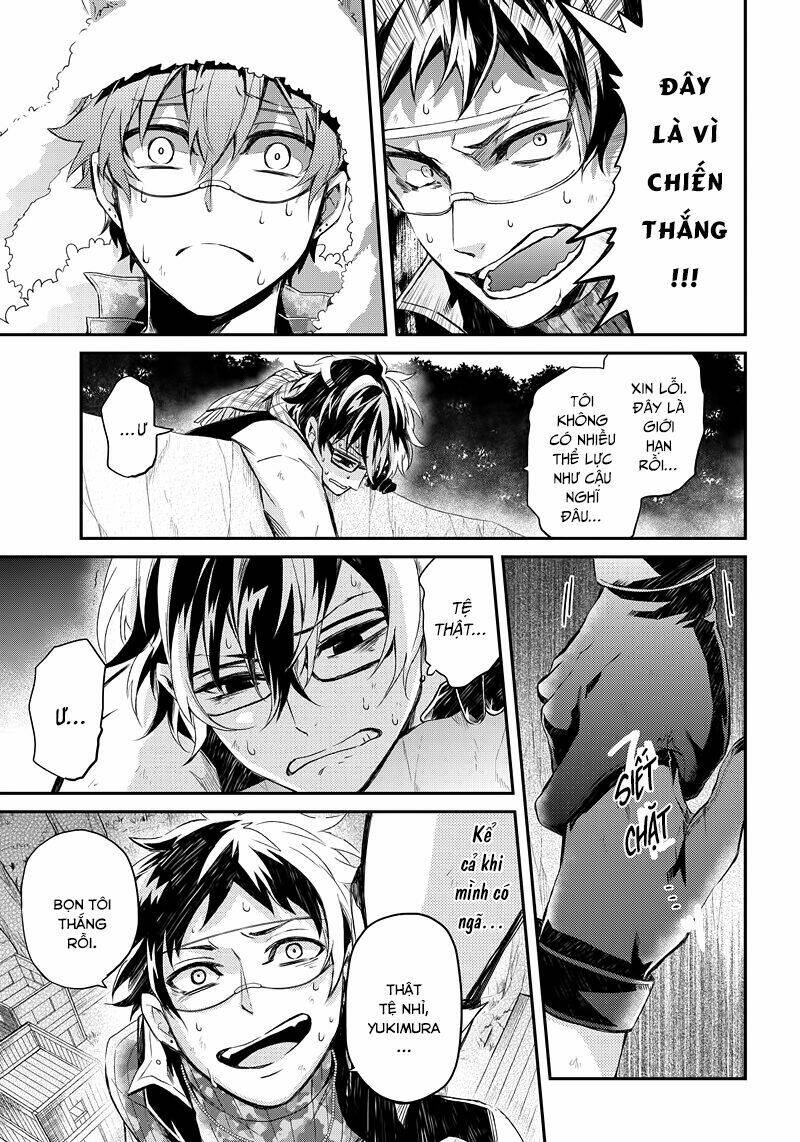 ĐÂY
LÀ VÌ
CHIẾN
THẮNG
!!!
XIN LỖI.
ĐÂY LÀ
GIỚI
HẠN
RỒI...
TÔI
KHÔNG
CÓ NHIỀU
THỂ LỰC
NHƯ CẬU
NGHĨ
ĐÂU...
...Ư
SIẾT
CHẶT
TỆ
THẬT...
Ư...
Kể
cả khi
mình có
ngã...
THẬT
TỆ NHỈ,
YUKIMURA
...
BỌN TÔI
THẮNG
RỒI.